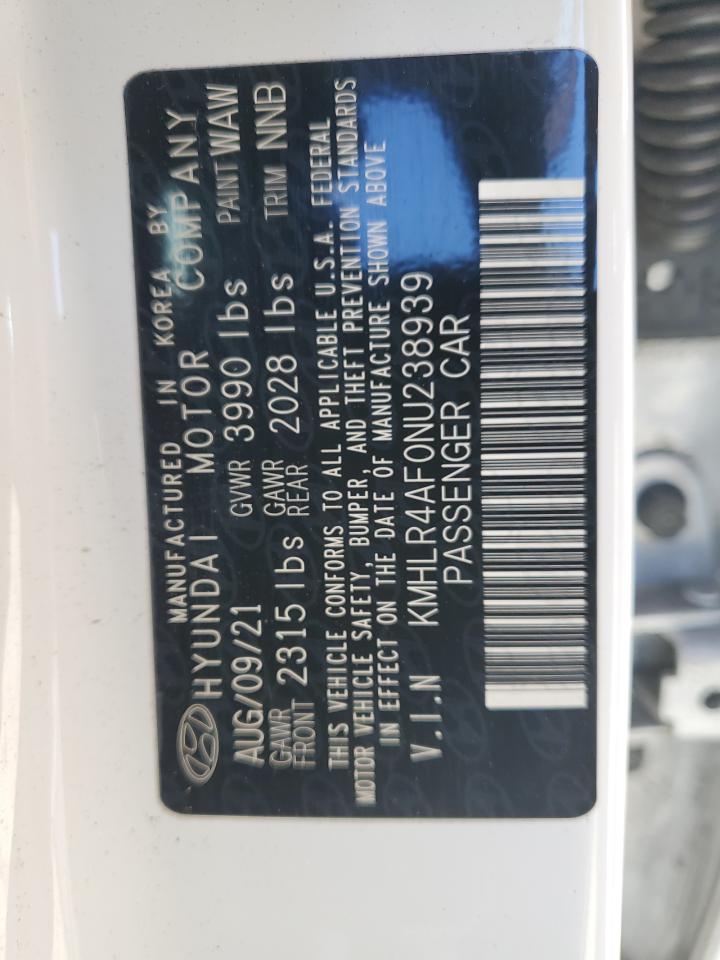 MANUFACTURED IN KOREA BY
HYUNDAI MOTOR COMPANY
AUG/09/21 GVWR 3990 lbs PAINT WAW
GAWR FRONT 2315 lbs GAWR REAR 2028 lbs TRIM NNB
THIS VEHICLE CONFORMS TO ALL APPLICABLE U.S.A. FEDERAL
MOTOR VEHICLE SAFETY, BUMPER, AND THEFT PREVENTION STANDARDS
IN EFFECT ON THE DATE OF MANUFACTURE SHOWN ABOVE
V.I.N KMHLR4AF0NU238939
PASSENGER CAR